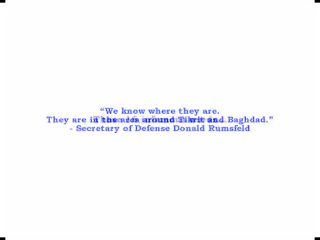 “We know where they are.
They are in the area around Tikrit and Baghdad.”
- Secretary of Defense Donald Rumsfeld